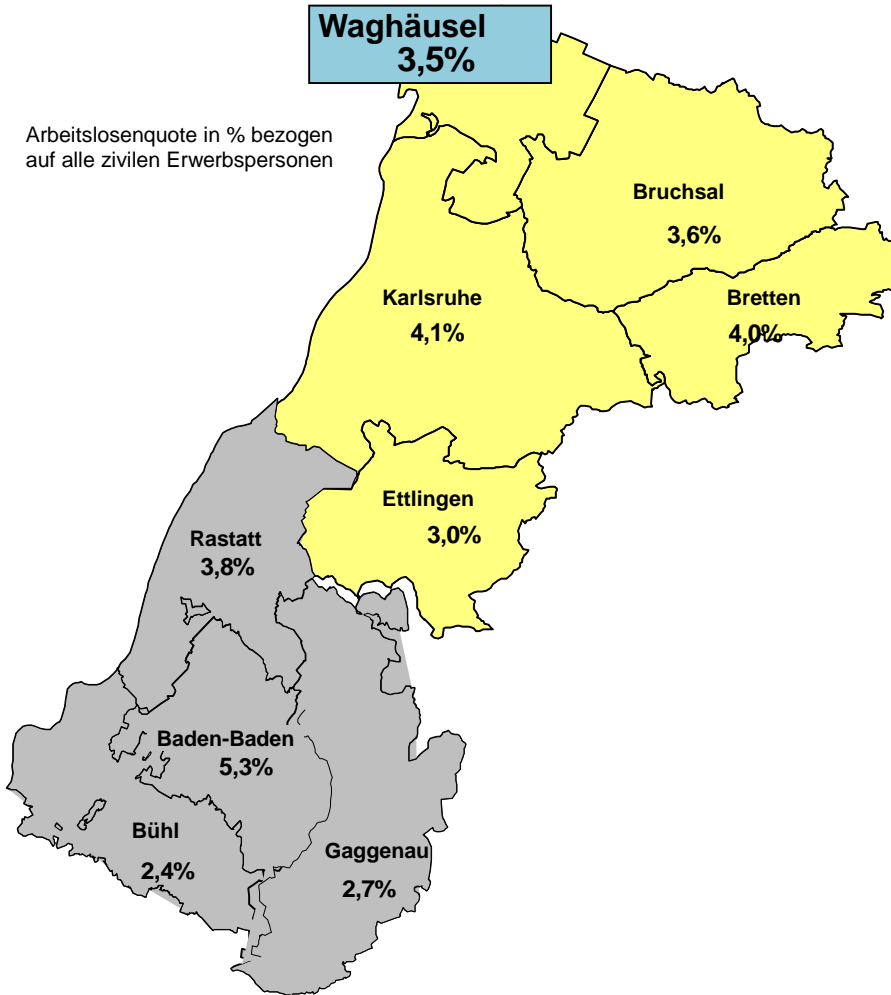 Waghäusel
3,5%
Arbeitslosenquote in % bezogen
auf alle zivilen Erwerbspersonen
Bruchsal
3,6%
Karlsruhe
4,1%
Bretten
4,0%
Ettlingen
3,0%
Rastatt
3,8%
Baden-Baden
5,3%
Bühl
2,4%
Gaggenau
2,7%